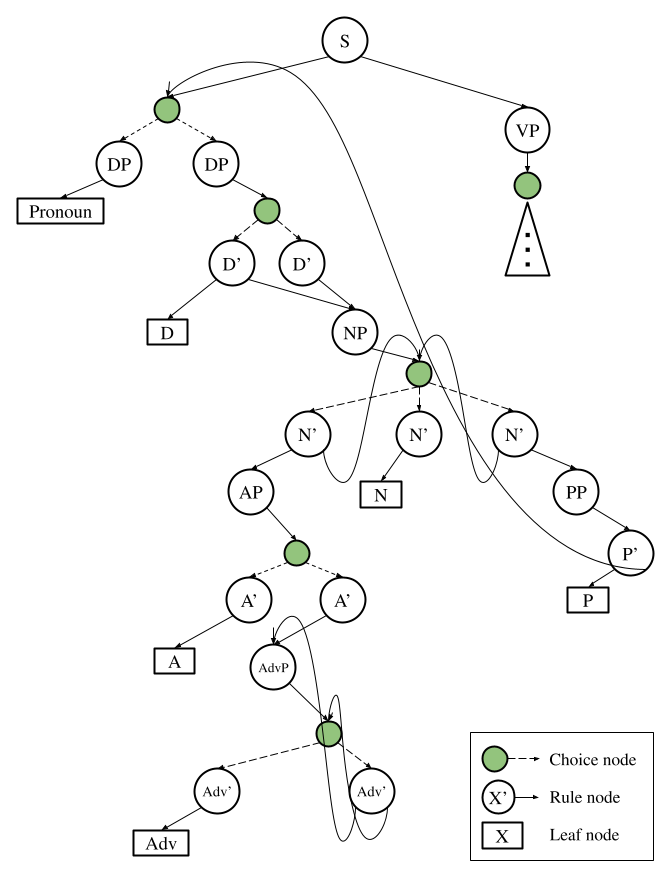 S
VP
DP
DP
Pronoun
D’
D’
D
NP
N’
N’
N’
AP
N
PP
P’
A’
A’
P
A
AdvP
Adv’
Adv’
Adv
Choice node
X’ Rule node
X Leaf node